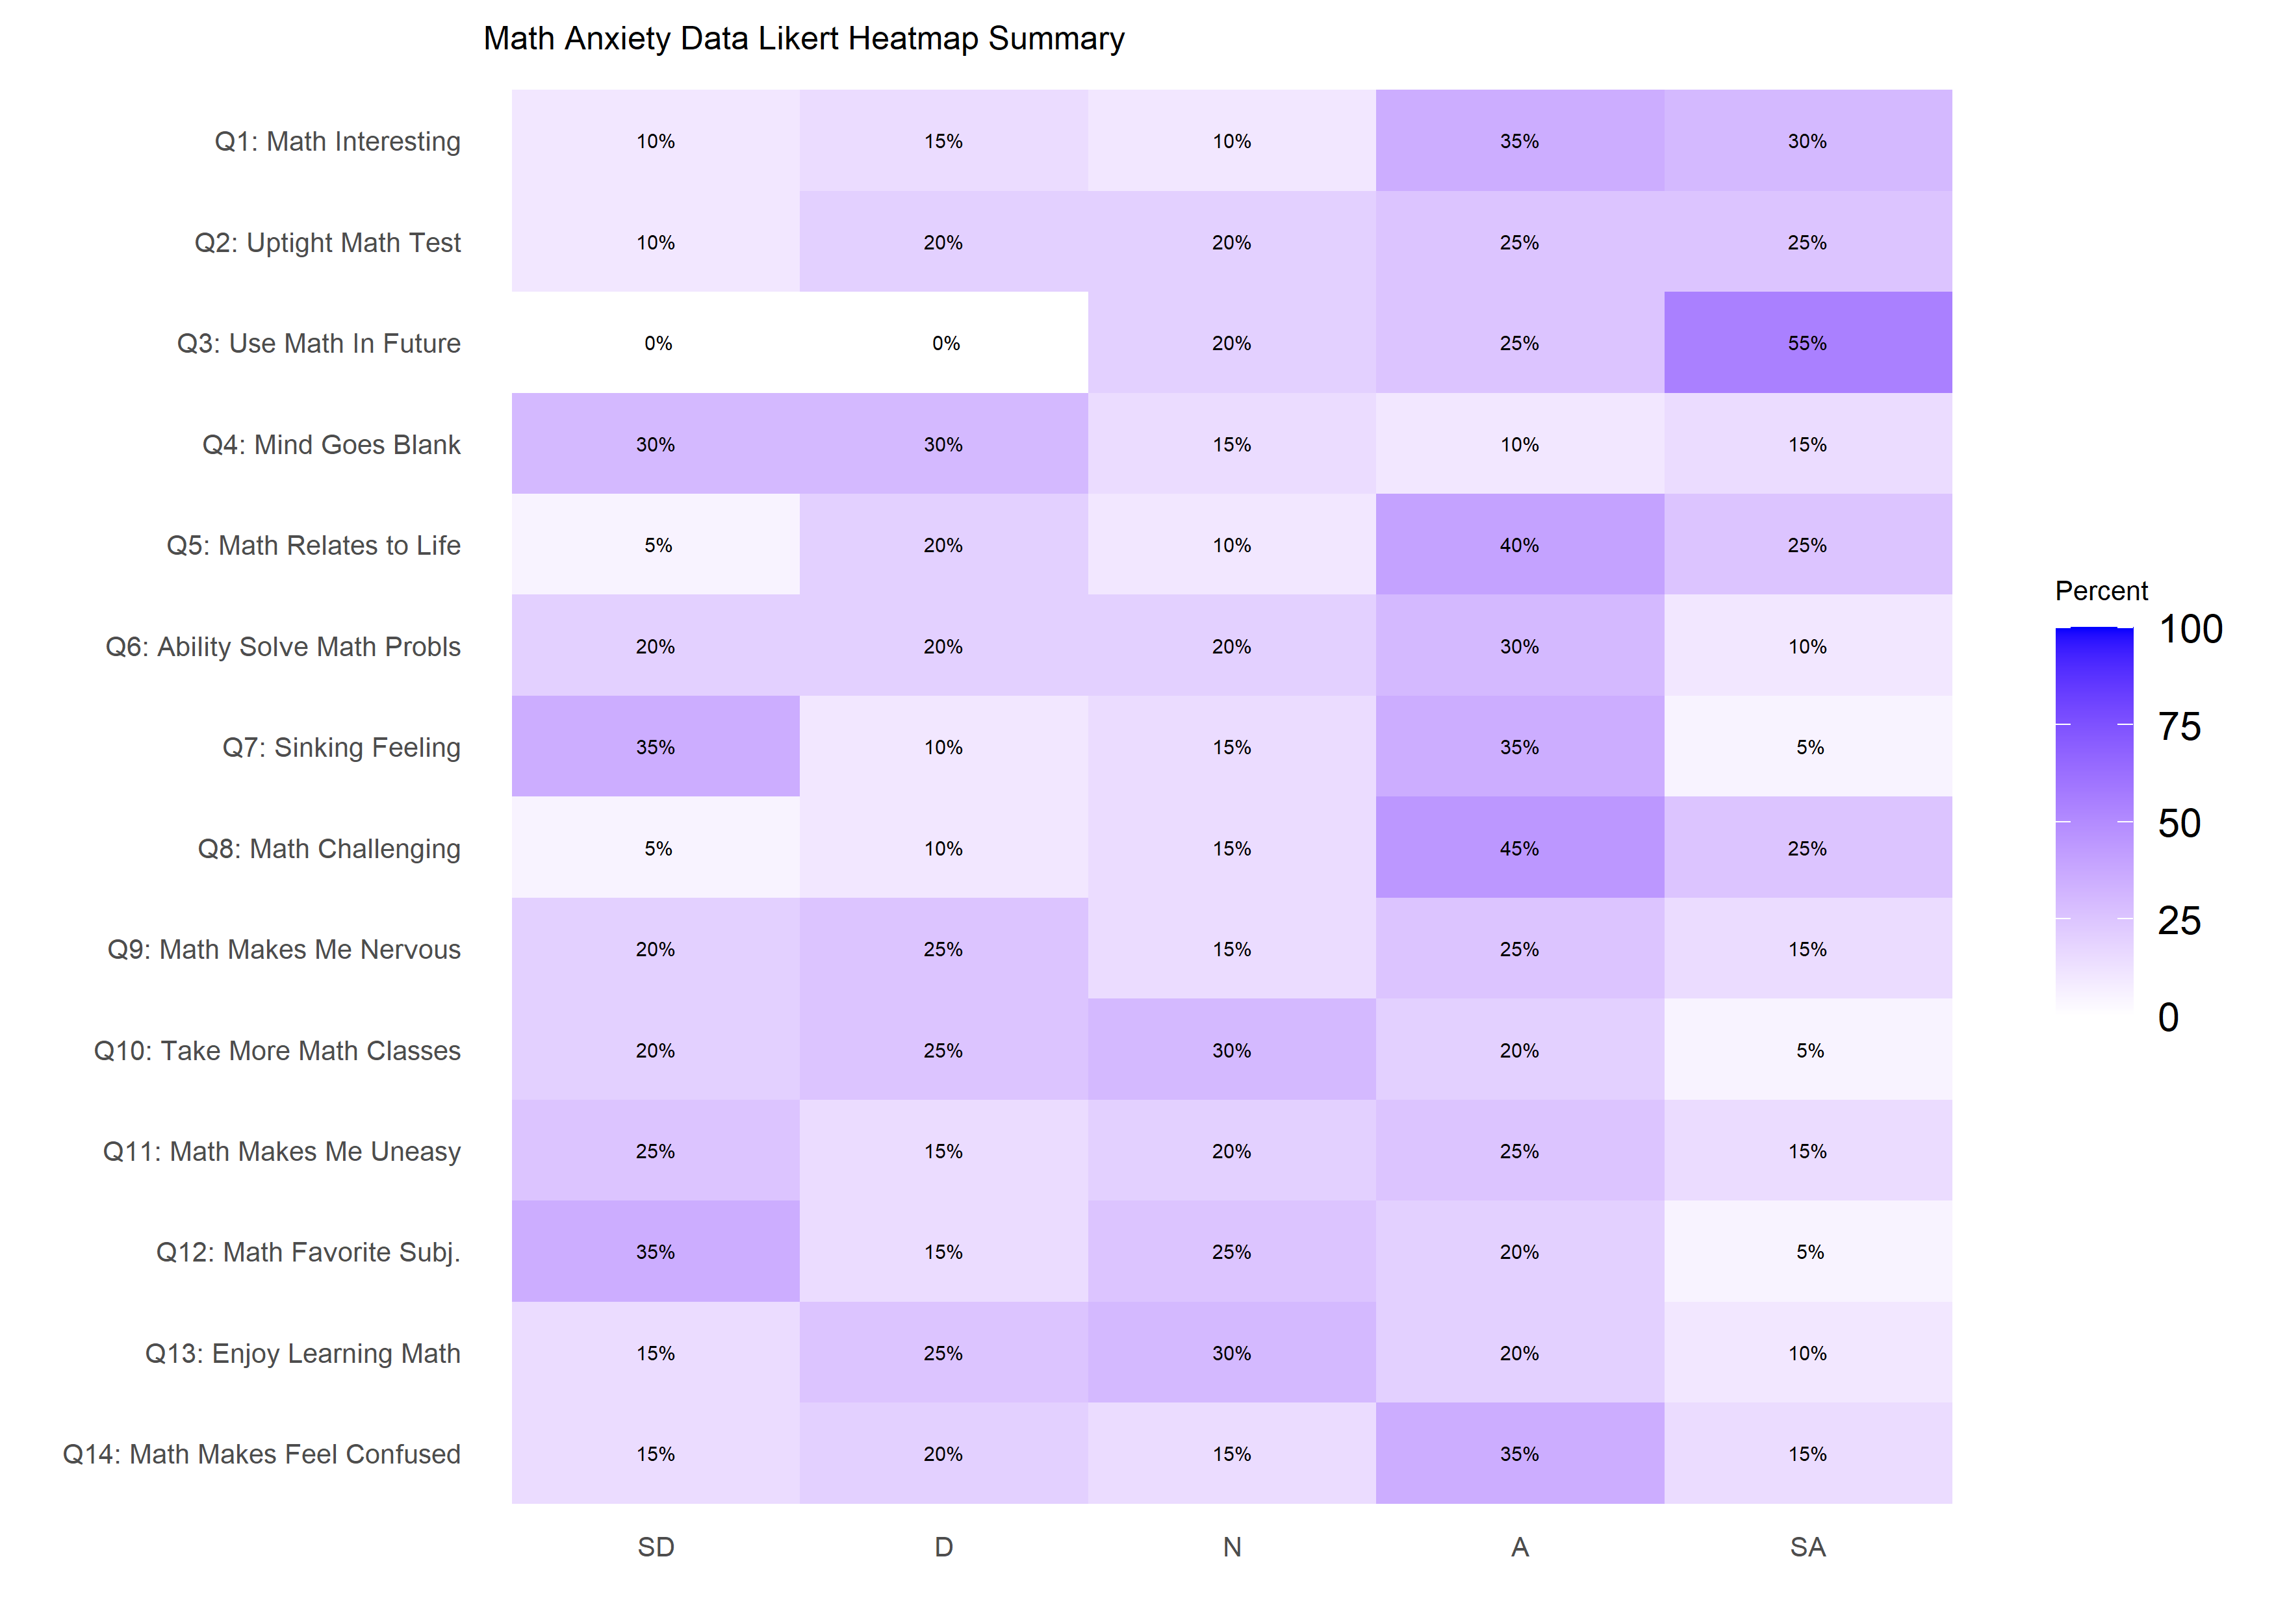 Math Anxiety Data Likert Heatmap Summary
Q1: Math Interesting 10% 15% 10% 35% 30%
Q2: Uptight Math Test 10% 20% 20% 25% 25%
Q3: Use Math In Future 0% 0% 20% 25% 55%
Q4: Mind Goes Blank 30% 30% 15% 10% 15%
Q5: Math Relates to Life 5% 20% 10% 40% 25%
Q6: Ability Solve Math Probls 20% 20% 20% 30% 10%
Q7: Sinking Feeling 35% 10% 15% 35% 5%
Q8: Math Challenging 5% 10% 15% 45% 25%
Q9: Math Makes Me Nervous 20% 25% 15% 25% 15%
Q10: Take More Math Classes 20% 25% 30% 20% 5%
Q11: Math Makes Me Uneasy 25% 15% 20% 25% 15%
Q12: Math Favorite Subj. 35% 15% 25% 20% 5%
Q13: Enjoy Learning Math 15% 25% 30% 20% 10%
Q14: Math Makes Feel Confused 15% 20% 15% 35% 15%
SD D N A SA
Percent
100
75
50
25
0